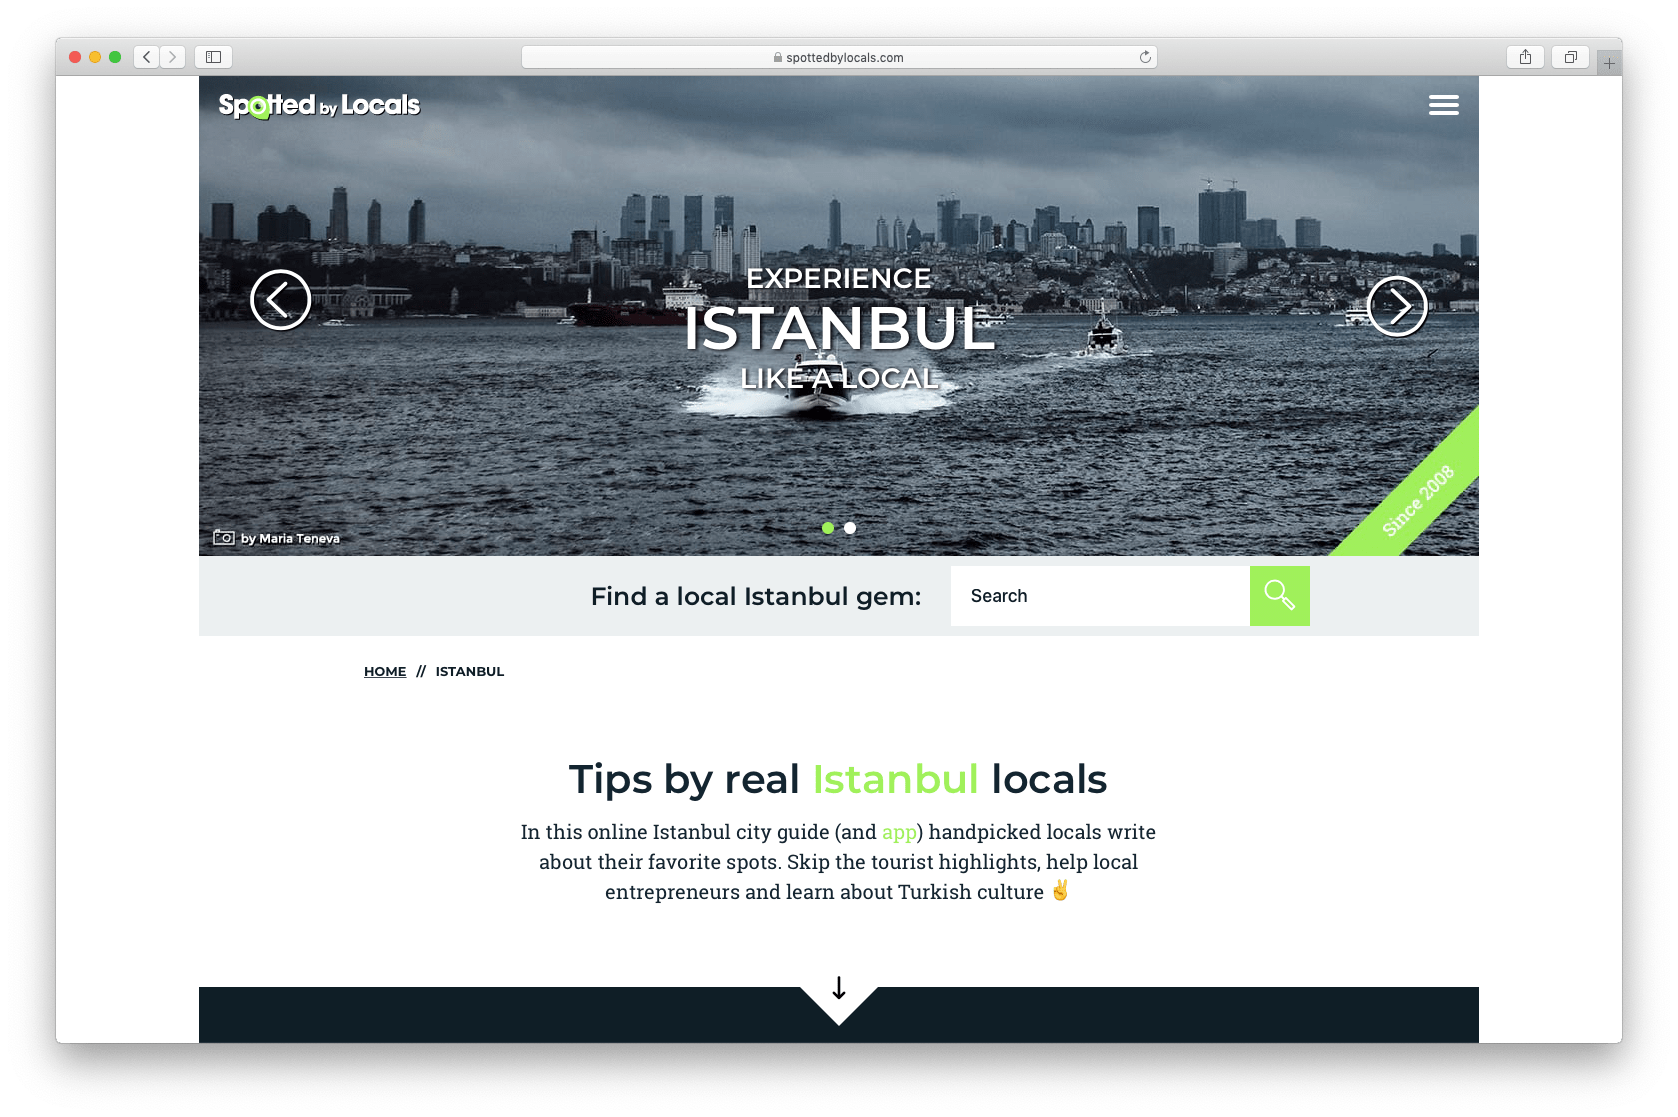 spottedbylocals.com
Spotted by Locals
EXPERIENCE
ISTANBUL
LIKE A LOCAL
Since 2008
by Maria Teneva
Find a local Istanbul gem:
Search
HOME // ISTANBUL
Tips by real Istanbul locals
In this online Istanbul city guide (and app) handpicked locals write
about their favorite spots. Skip the tourist highlights, help local
entrepreneurs and learn about Turkish culture ✌️